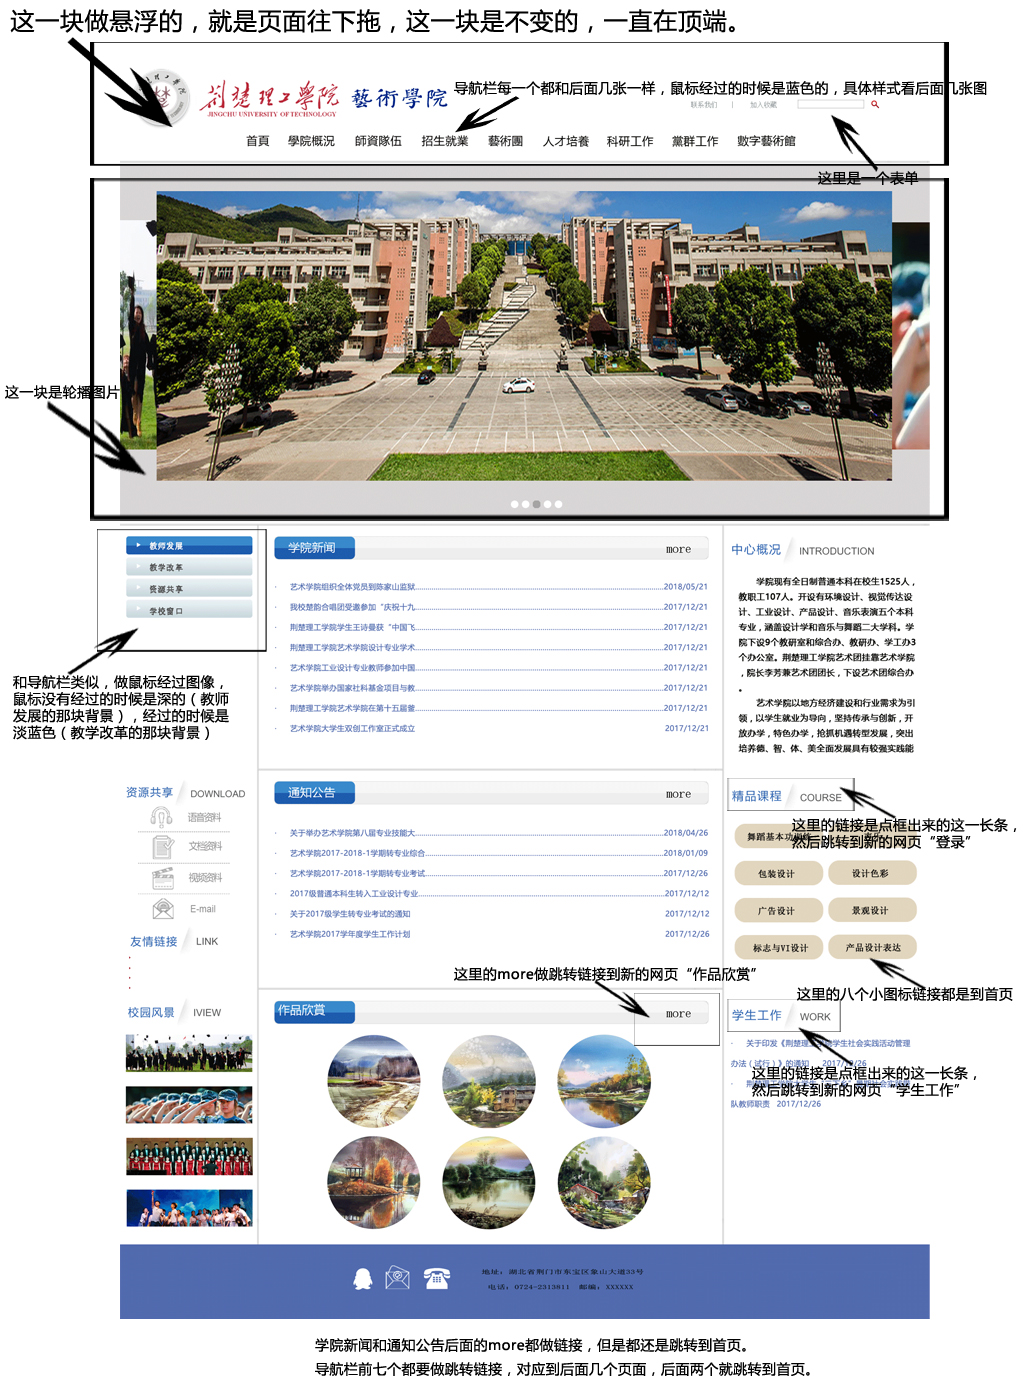 这一块做悬浮的，就是页面往下拖，这一块是不变的，一直在顶端。
荆楚理工學院 藝術學院
JINGCHU UNIVERSITY OF TECHNOLOGY
导航栏每一个都和后面几张一样，鼠标经过的时候是蓝色的，具体样式看后面几张图
联系我们 | 加入收藏
首頁 學院概況 師資隊伍 招生就業 藝術團 人才培養 科研工作 黨群工作 數字藝術館
这里是一个表单
这一块是轮播图片
教师发展
教学改革
资源共享
学校窗口
和导航栏类似，做鼠标经过图像，
鼠标没有经过的时候是深的（教师
发展的那块背景），经过的时候是
淡蓝色（教学改革的那块背景）
学院新闻 more
· 艺术学院组织全体党员到陈家山监狱...2018/05/21
· 我校楚韵合唱团受邀参加“庆祝十九...2017/12/21
· 荆楚理工学院学生王诗曼获“中国飞...2017/12/21
· 荆楚理工学院艺术学院设计专业学术...2017/12/21
· 艺术学院工业设计专业教师参加中国...2017/12/21
· 艺术学院举办国家社科基金项目与教...2017/12/21
· 荆楚理工学院艺术学院在第十五届誉...2017/12/21
· 艺术学院大学生双创工作室正式成立 2017/12/21
中心概况 INTRODUCTION
学院现有全日制普通本科在校生1525人，
教职工107人。开设有环境设计、视觉传达设
计、工业设计、产品设计、音乐表演五个本科
专业，涵盖设计学和音乐与舞蹈二大学科。学
院下设9个教研室和综合办、教研办、学工办3
个办公室。荆楚理工学院艺术团挂靠艺术学院
，院长李芳兼艺术团团长，下设艺术团综合办
。
艺术学院以地方经济建设和行业需求为引
领，以学生就业为导向，坚持传承与创新，开
放办学，特色办学，抢抓机遇转型发展，突出
培养德、智、体、美全面发展具有较强实践能
资源共享 DOWNLOAD
语音资料
文档资料
视频资料
E-mail
友情链接 LINK
校园风景 IVIEW
通知公告 more
· 关于举办艺术学院第八届专业技能大...2018/04/26
· 艺术学院2017-2018-1学期转专业综合...2018/01/09
· 艺术学院2017-2018-1学期转专业考试...2017/12/26
· 2017级普通本科生转入工业设计专业...2017/12/12
· 关于2017级学生转专业考试的通知 2017/12/12
· 艺术学院2017学年度学生工作计划 2017/12/26
这里的more做跳转链接到新的网页“作品欣赏”
作品欣赏 more
精品课程 COURSE
这里的链接是点框出来的这一长条，
然后跳转到新的网页“登录”
舞蹈基本功
包装设计 设计色彩
广告设计 景观设计
标志与VI设计 产品设计表达
这里的八个小图标链接都是到首页
学生工作 WORK
· 关于印发《荆楚理工学院学生社会实践活动管理
办法（试行）》的通知 2017/12/26
这里的链接是点框出来的这一长条，
然后跳转到新的网页“学生工作”
队教师职责 2017/12/26
地址：湖北省荆门市东宝区象山大道33号
电话：0724-2313811 邮编：XXXXXX
学院新闻和通知公告后面的more都做链接，但是都还是跳转到首页。
导航栏前七个都要做跳转链接，对应到后面几个页面，后面两个就跳转到首页。